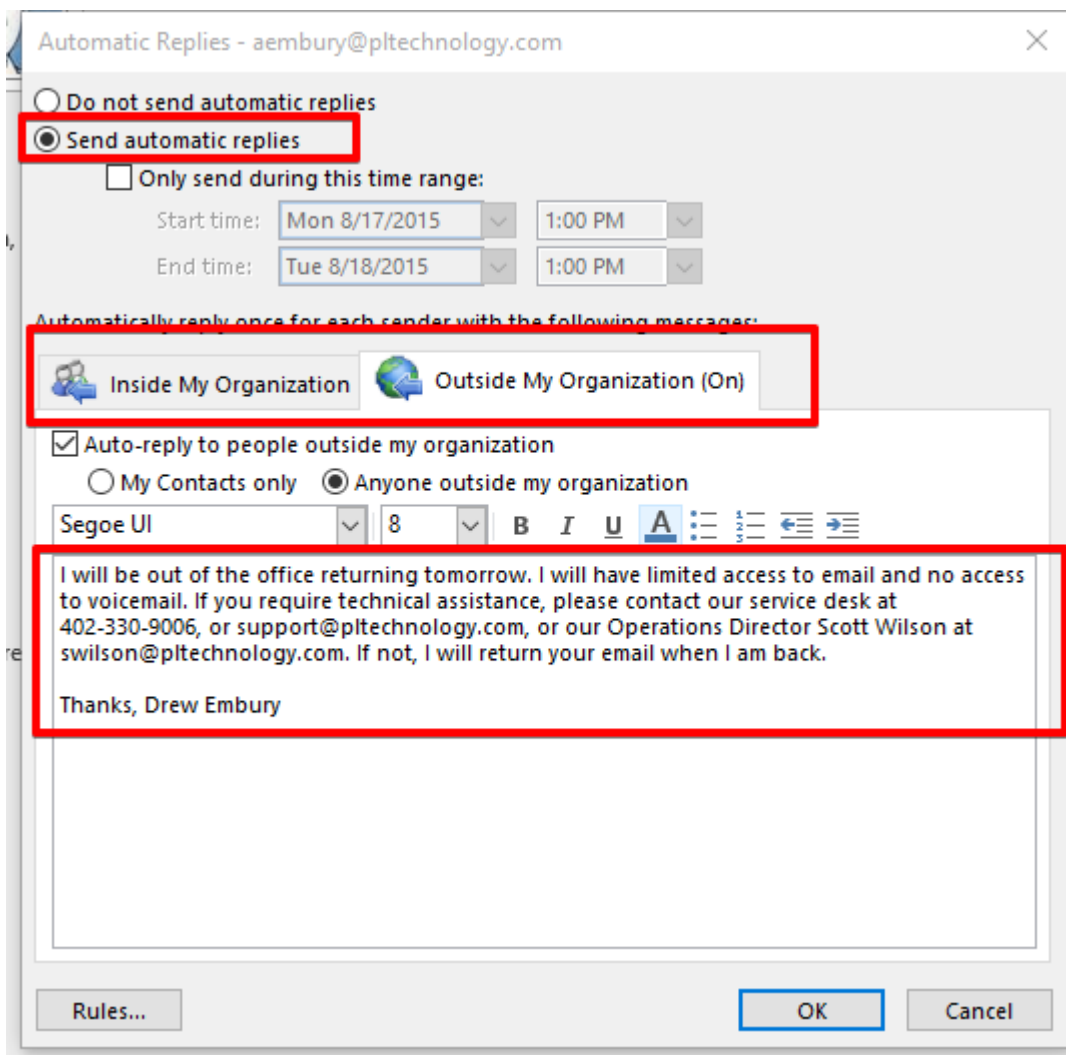 Automatic Replies - aembury@pltechnology.com
Do not send automatic replies
Send automatic replies
Only send during this time range:
Start time: Mon 8/17/2015 1:00 PM
End time: Tue 8/18/2015 1:00 PM
Automatically reply once for each sender with the following messages:
Inside My Organization Outside My Organization (On)
Auto-reply to people outside my organization
My Contacts only Anyone outside my organization
Segoe UI 8 B I U A
I will be out of the office returning tomorrow. I will have limited access to email and no access
to voicemail. If you require technical assistance, please contact our service desk at
402-330-9006, or support@pltechnology.com, or our Operations Director Scott Wilson at
swilson@pltechnology.com. If not, I will return your email when I am back.
Thanks, Drew Embury
Rules... OK Cancel